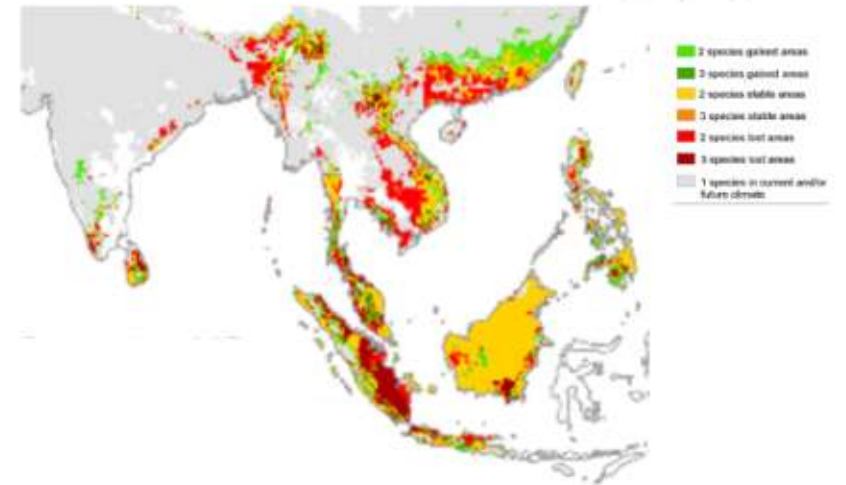 2 species gained areas
3 species gained areas
2 species stable areas
3 species stable areas
2 species lost areas
3 species lost areas
1 species in current and/or
future climate